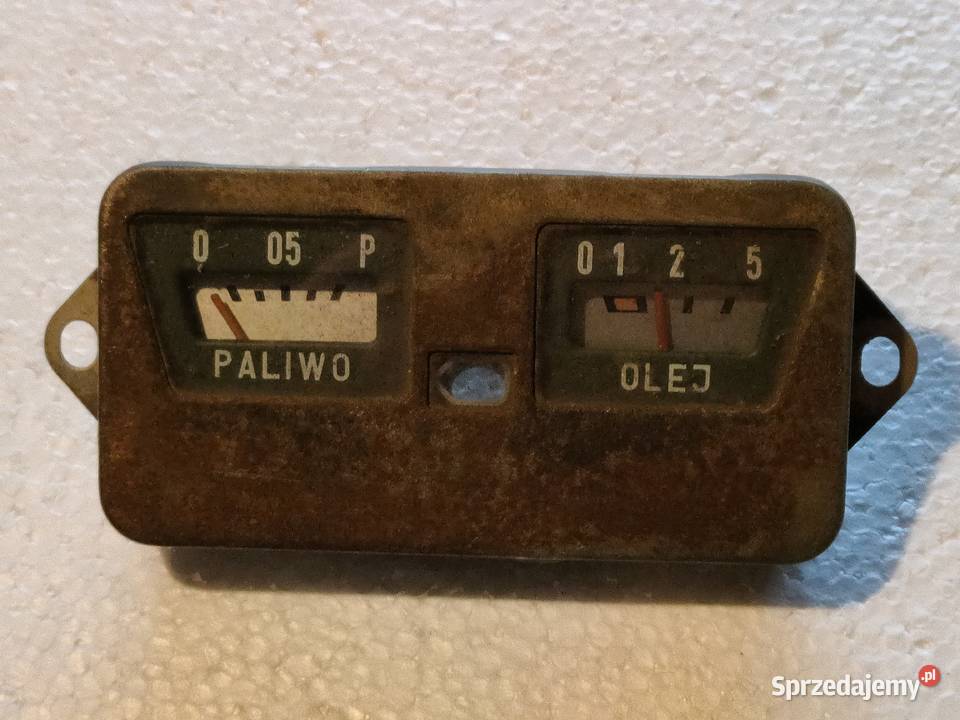 0 05 P
PALIWO
0 1 2 5
OLEJ
Sprzedajemy.pl